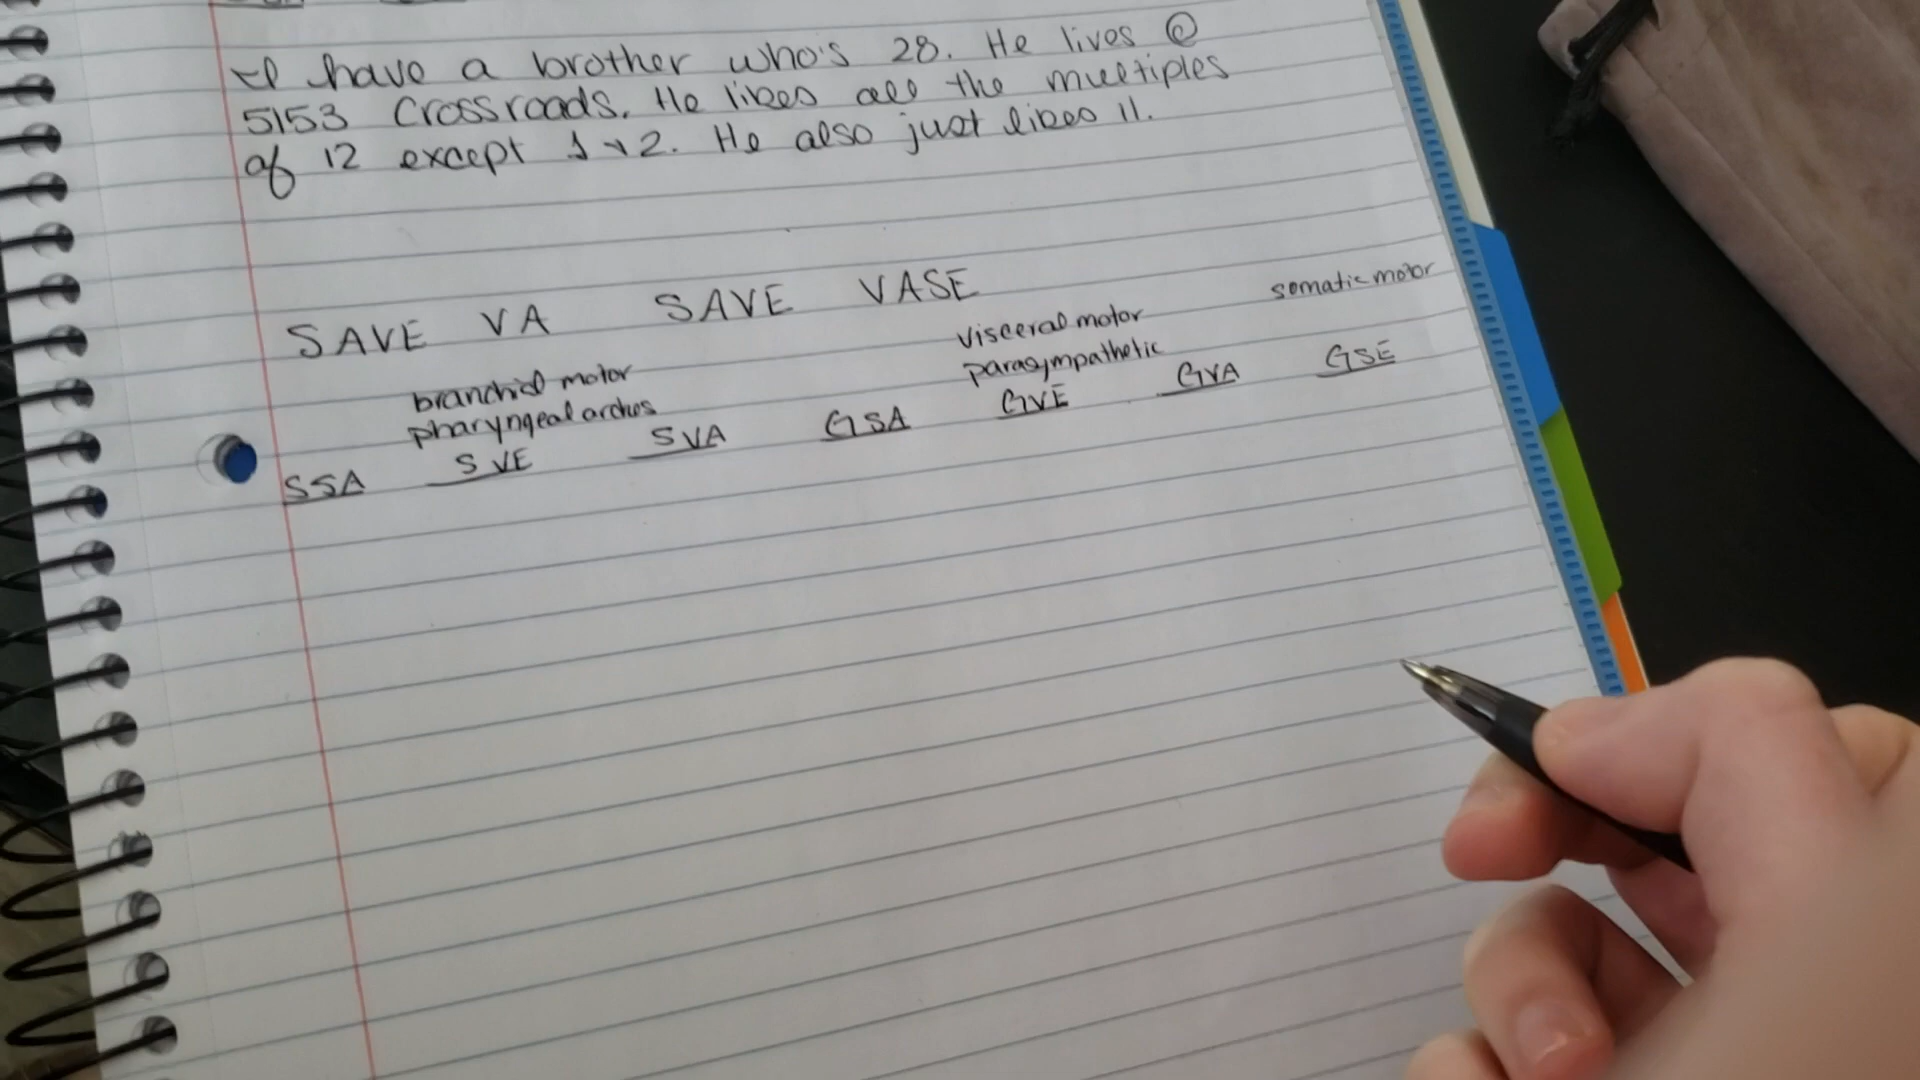 I have a brother who's 28. He lives @
5153 Crossroads. He likes all the multiples
of 12 except 1+2. He also just likes 11.
SAVE VA SAVE VASE
somatic motor
visceral motor
parasympathetic
branchial motor
pharyngeal arches
SSA SVE SVA GSA GVE GVA GSE